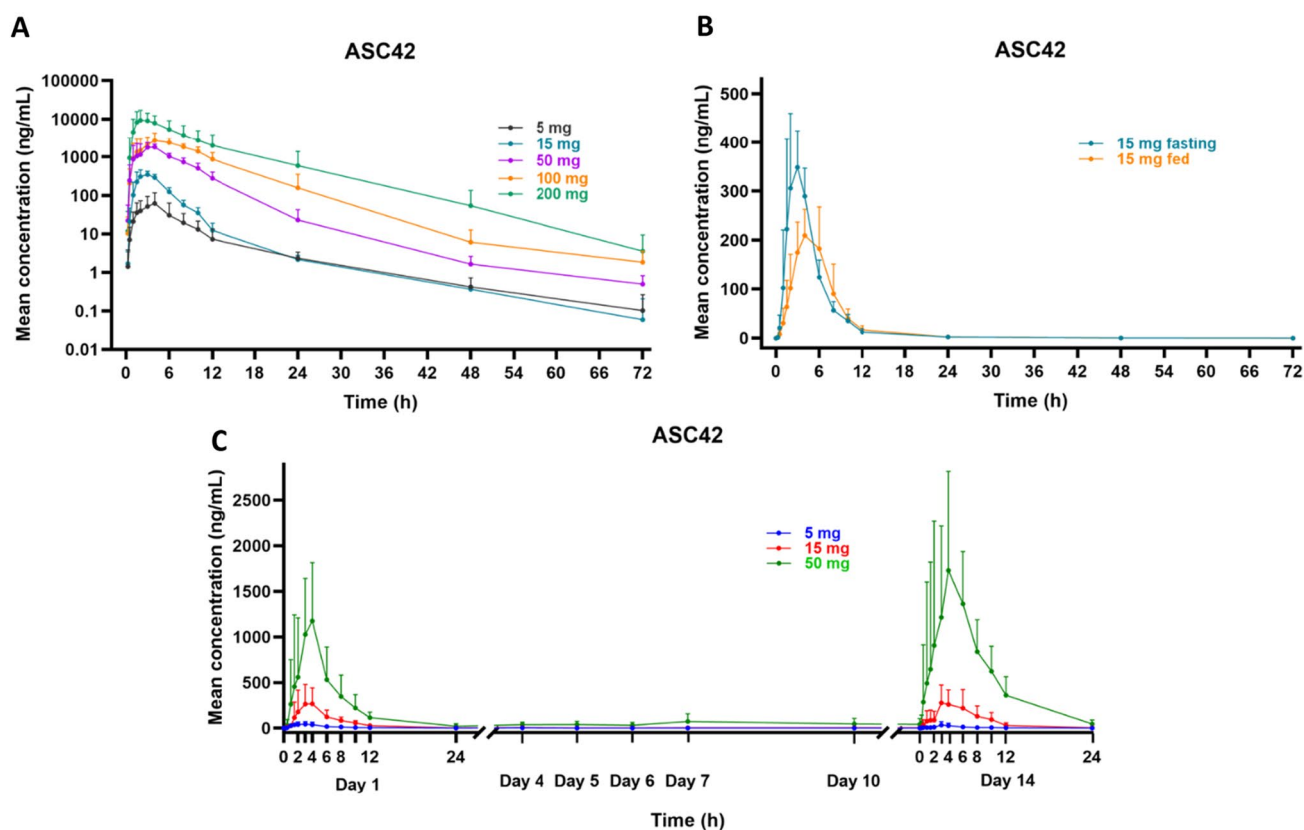 A
ASC42
Mean concentration (ng/mL)
100000
10000
1000
100
10
1
0.1
0.01
5 mg
15 mg
50 mg
100 mg
200 mg
0 6 12 18 24 30 36 42 48 54 60 66 72
Time (h)
B
ASC42
Mean concentration (ng/mL)
500
400
300
200
100
0
15 mg fasting
15 mg fed
0 6 12 18 24 30 36 42 48 54 60 66 72
Time (h)
C
ASC42
Mean concentration (ng/mL)
2500
2000
1500
1000
500
0
5 mg
15 mg
50 mg
0 2 4 6 8 12 24 0 2 4 6 8 12 24
Day 1 Day 4 Day 5 Day 6 Day 7 Day 10 Day 14
Time (h)